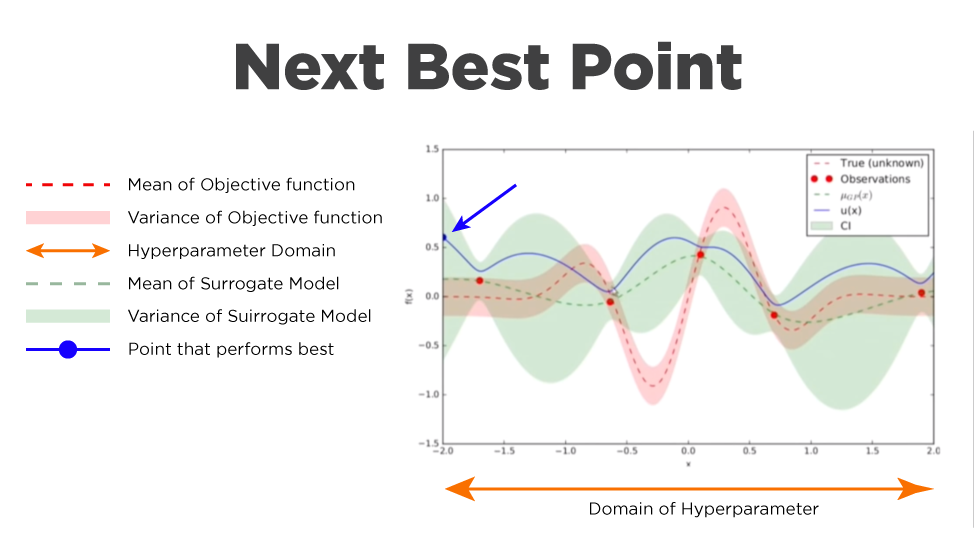 Next Best Point
Mean of Objective function
Variance of Objective function
Hyperparameter Domain
Mean of Surrogate Model
Variance of Suirrogate Model
Point that performs best
1.5
1.0
0.5
0.0
−0.5
−1.0
−1.5
f(x)
−2.0 −1.5 −1.0 −0.5 0.0 0.5 1.0 1.5 2.0
x
True (unknown)
Observations
μGP(x)
u(x)
CI
Domain of Hyperparameter